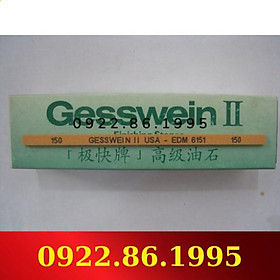 Gesswein II
0922.86.1995
Finishing Stones
150 GESSWEIN II USA - EDM 6151 150
「极快牌」高级油石
0922.86.1995